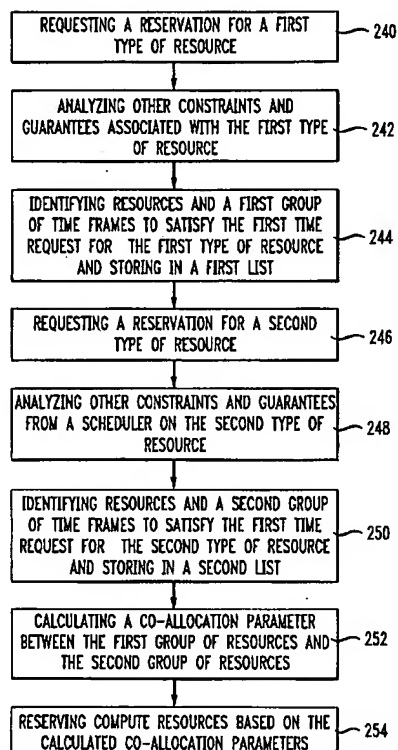 REQUESTING A RESERVATION FOR A FIRST
TYPE OF RESOURCE
240
ANALYZING OTHER CONSTRAINTS AND
GUARANTEES ASSOCIATED WITH THE FIRST TYPE
OF RESOURCE
242
IDENTIFYING RESOURCES AND A FIRST GROUP
OF TIME FRAMES TO SATISFY THE FIRST TIME
REQUEST FOR THE FIRST TYPE OF RESOURCE
AND STORING IN A FIRST LIST
244
REQUESTING A RESERVATION FOR A SECOND
TYPE OF RESOURCE
246
ANALYZING OTHER CONSTRAINTS AND GUARANTEES
FROM A SCHEDULER ON THE SECOND TYPE OF
RESOURCE
248
IDENTIFYING RESOURCES AND A SECOND GROUP
OF TIME FRAMES TO SATISFY THE FIRST TIME
REQUEST FOR THE SECOND TYPE OF RESOURCE
AND STORING IN A SECOND LIST
250
CALCULATING A CO-ALLOCATION PARAMETER
BETWEEN THE FIRST GROUP OF RESOURCES AND
THE SECOND GROUP OF RESOURCES
252
RESERVING COMPUTE RESOURCES BASED ON THE
CALCULATED CO-ALLOCATION PARAMETERS
254